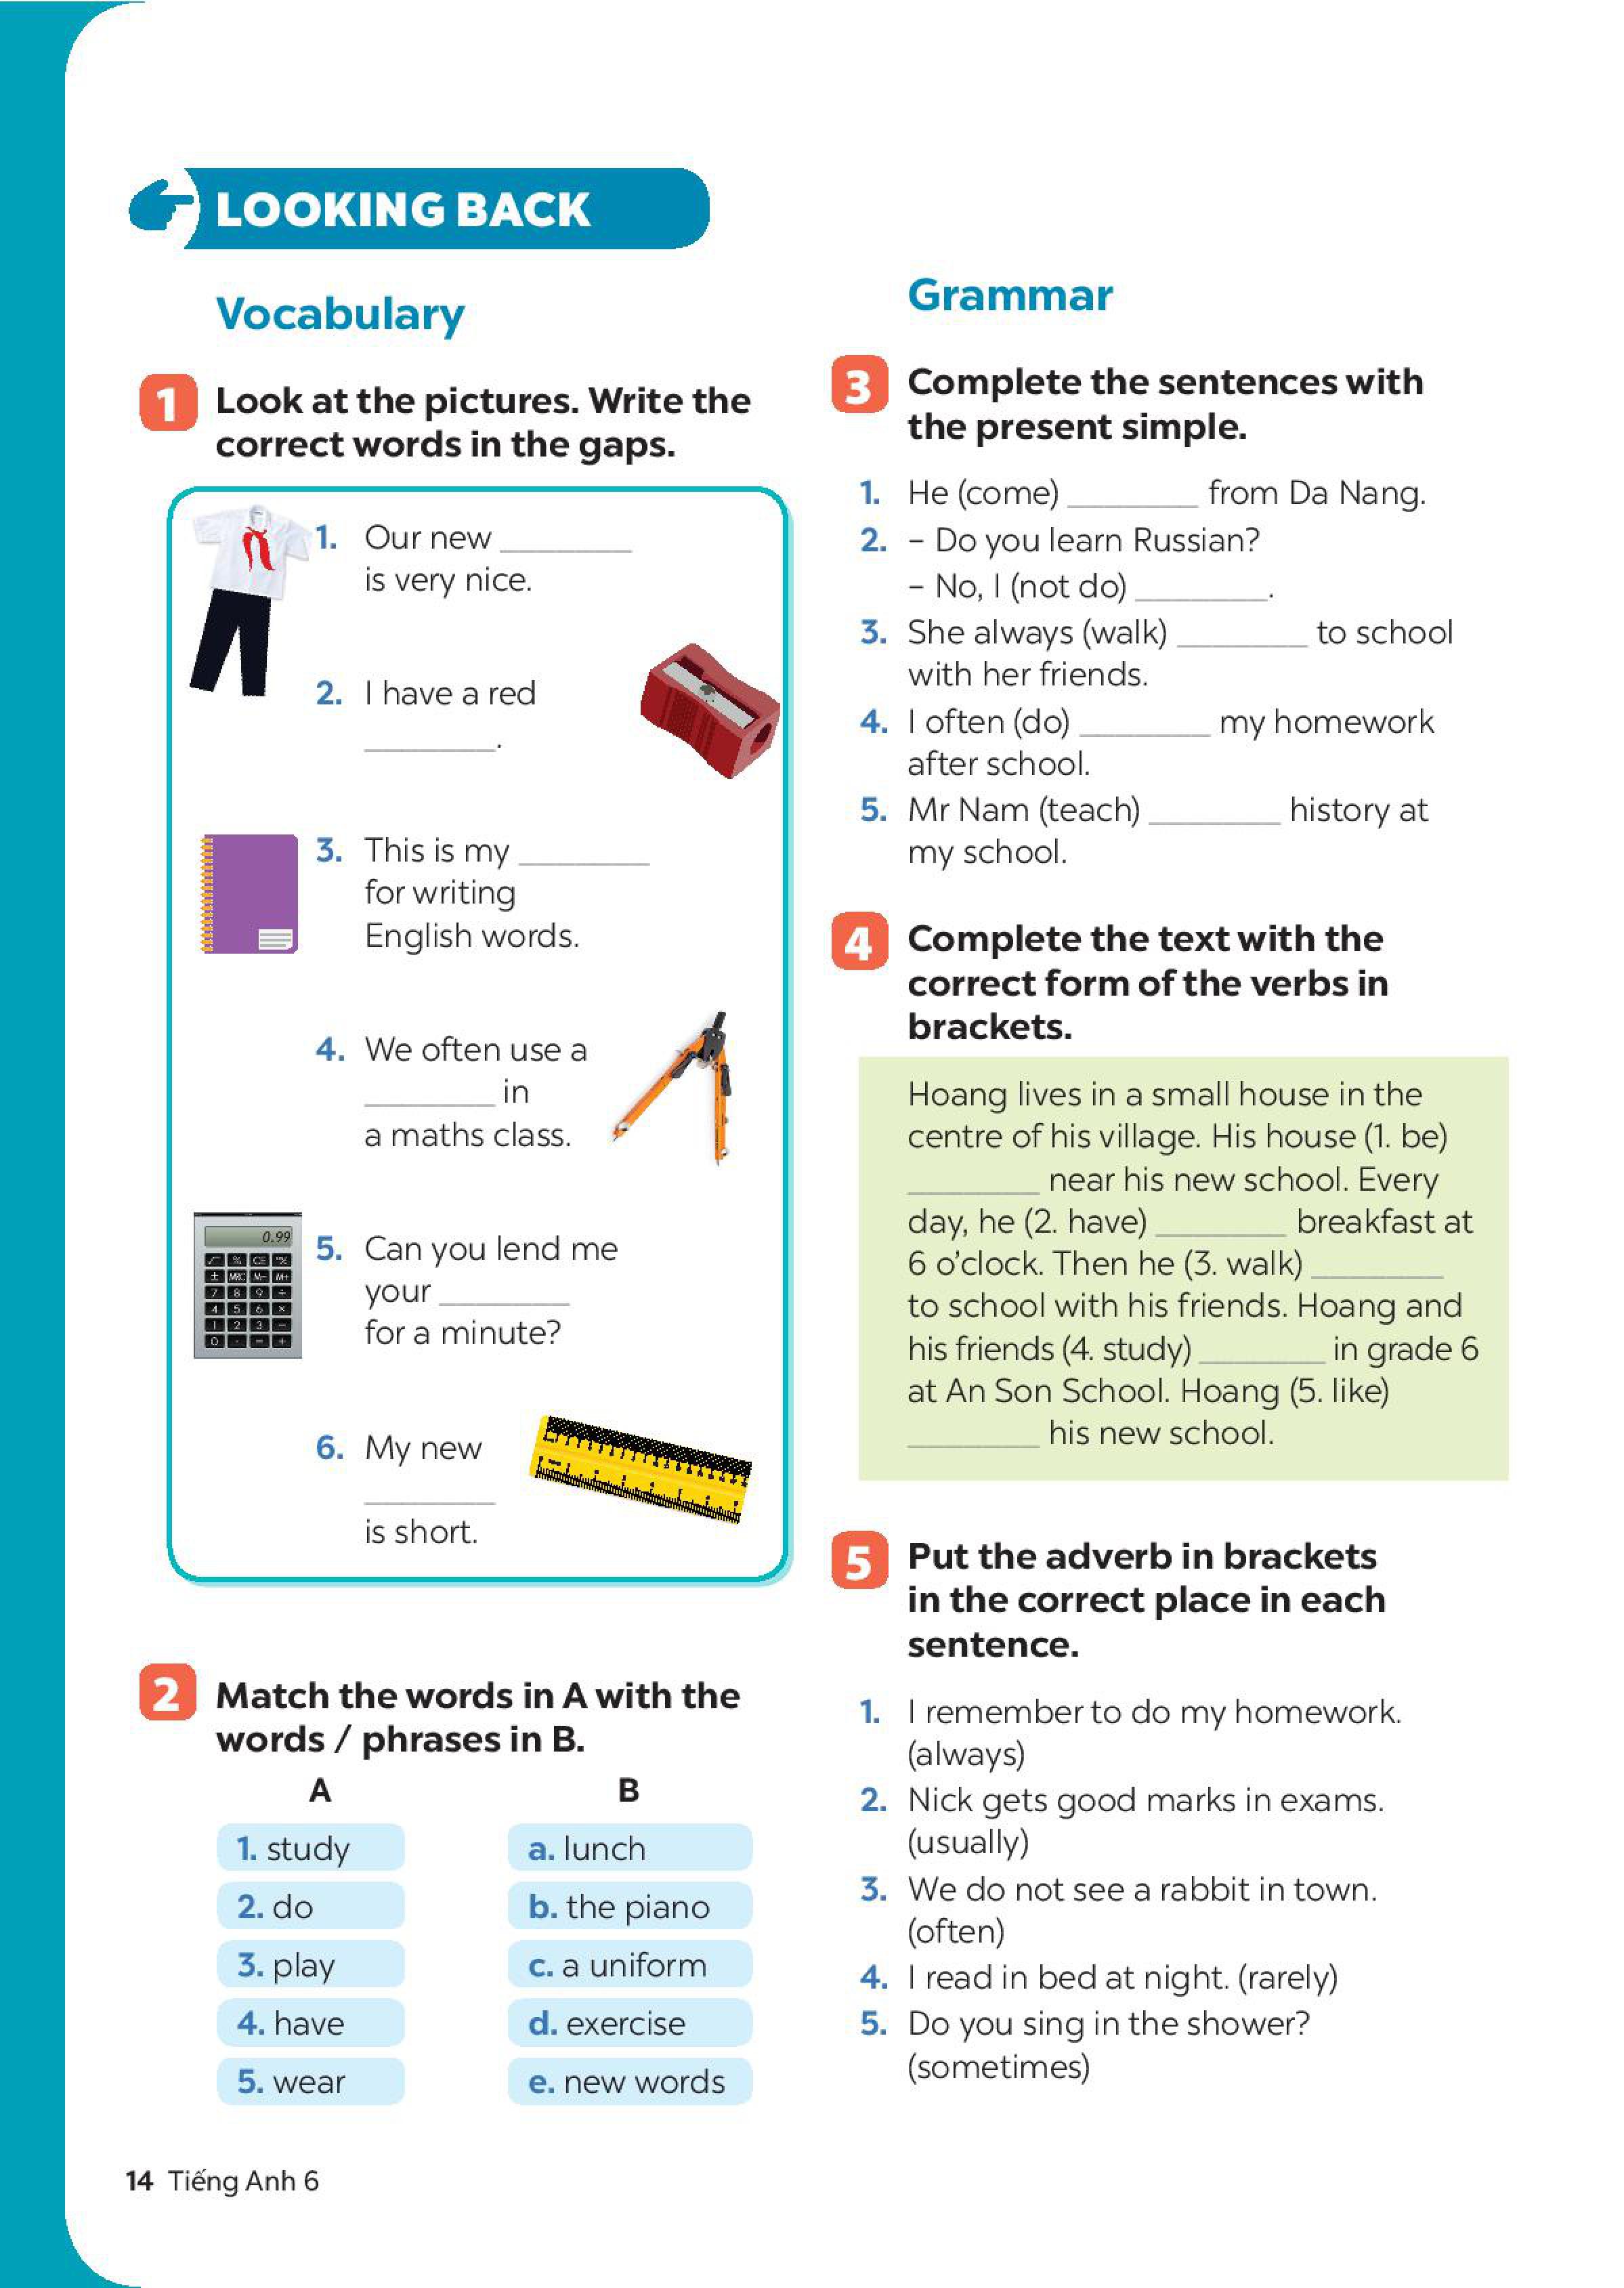 LOOKING BACK
Vocabulary
1 Look at the pictures. Write the
correct words in the gaps.
1. Our new ________
is very nice.
2. I have a red
________.
3. This is my ________
for writing
English words.
4. We often use a
________ in
a maths class.
0.99
5. Can you lend me
your ________
for a minute?
6. My new
________
is short.
2 Match the words in A with the
words / phrases in B.
A B
1. study a. lunch
2. do b. the piano
3. play c. a uniform
4. have d. exercise
5. wear e. new words
Grammar
3 Complete the sentences with
the present simple.
1. He (come) ________ from Da Nang.
2. – Do you learn Russian?
– No, I (not do) ________.
3. She always (walk) ________ to school
with her friends.
4. I often (do) ________ my homework
after school.
5. Mr Nam (teach) ________ history at
my school.
4 Complete the text with the
correct form of the verbs in
brackets.
Hoang lives in a small house in the
centre of his village. His house (1. be)
________ near his new school. Every
day, he (2. have) ________ breakfast at
6 o’clock. Then he (3. walk) ________
to school with his friends. Hoang and
his friends (4. study) ________ in grade 6
at An Son School. Hoang (5. like)
________ his new school.
5 Put the adverb in brackets
in the correct place in each
sentence.
1. I remember to do my homework.
(always)
2. Nick gets good marks in exams.
(usually)
3. We do not see a rabbit in town.
(often)
4. I read in bed at night. (rarely)
5. Do you sing in the shower?
(sometimes)
14 Tiếng Anh 6